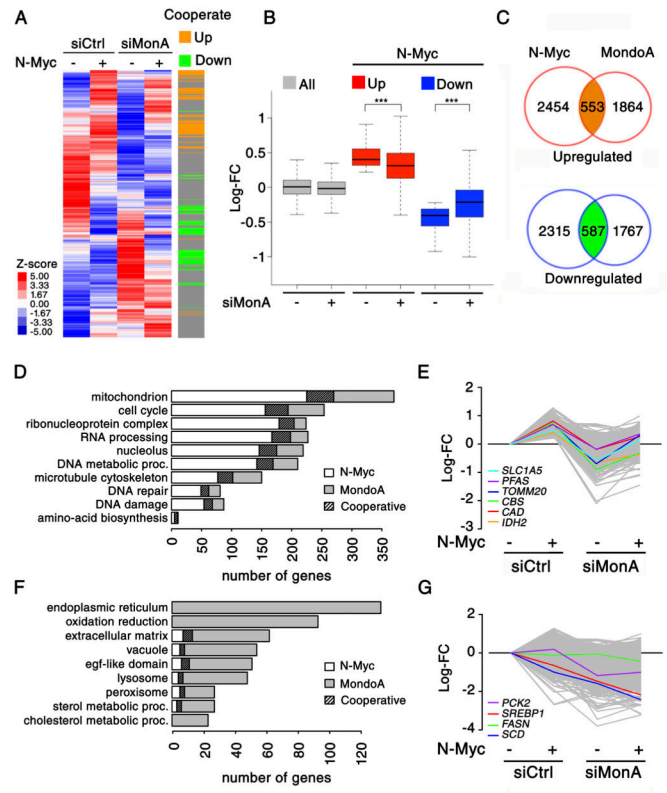 A
siCtrl siMonA
N-Myc - + - +
Cooperate
Up
Down
Z-score
5.00
3.33
1.67
0.00
-1.67
-3.33
-5.00
B
N-Myc
All Up Down
*** ***
Log-FC
1
0.5
0
-0.5
-1
siMonA - + - + - +
C
N-Myc MondoA
2454 553 1864
Upregulated
2315 587 1767
Downregulated
D
mitochondrion
cell cycle
ribonucleoprotein complex
RNA processing
nucleolus
DNA metabolic proc.
microtubule cytoskeleton
DNA repair
DNA damage
amino-acid biosynthesis
N-Myc
MondoA
Cooperative
0 50 100 150 200 250 300 350
number of genes
E
Log-FC
2
1
0
-1
-2
-3
SLC1A5
PFAS
TOMM20
CBS
CAD
IDH2
N-Myc - + - +
siCtrl siMonA
F
endoplasmic reticulum
oxidation reduction
extracellular matrix
vacuole
egf-like domain
lysosome
peroxisome
sterol metabolic proc.
cholesterol metabolic proc.
N-Myc
MondoA
Cooperative
0 20 40 60 80 100 120
number of genes
G
Log-FC
2
0
-2
-4
PCK2
SREBP1
FASN
SCD
N-Myc - + - +
siCtrl siMonA